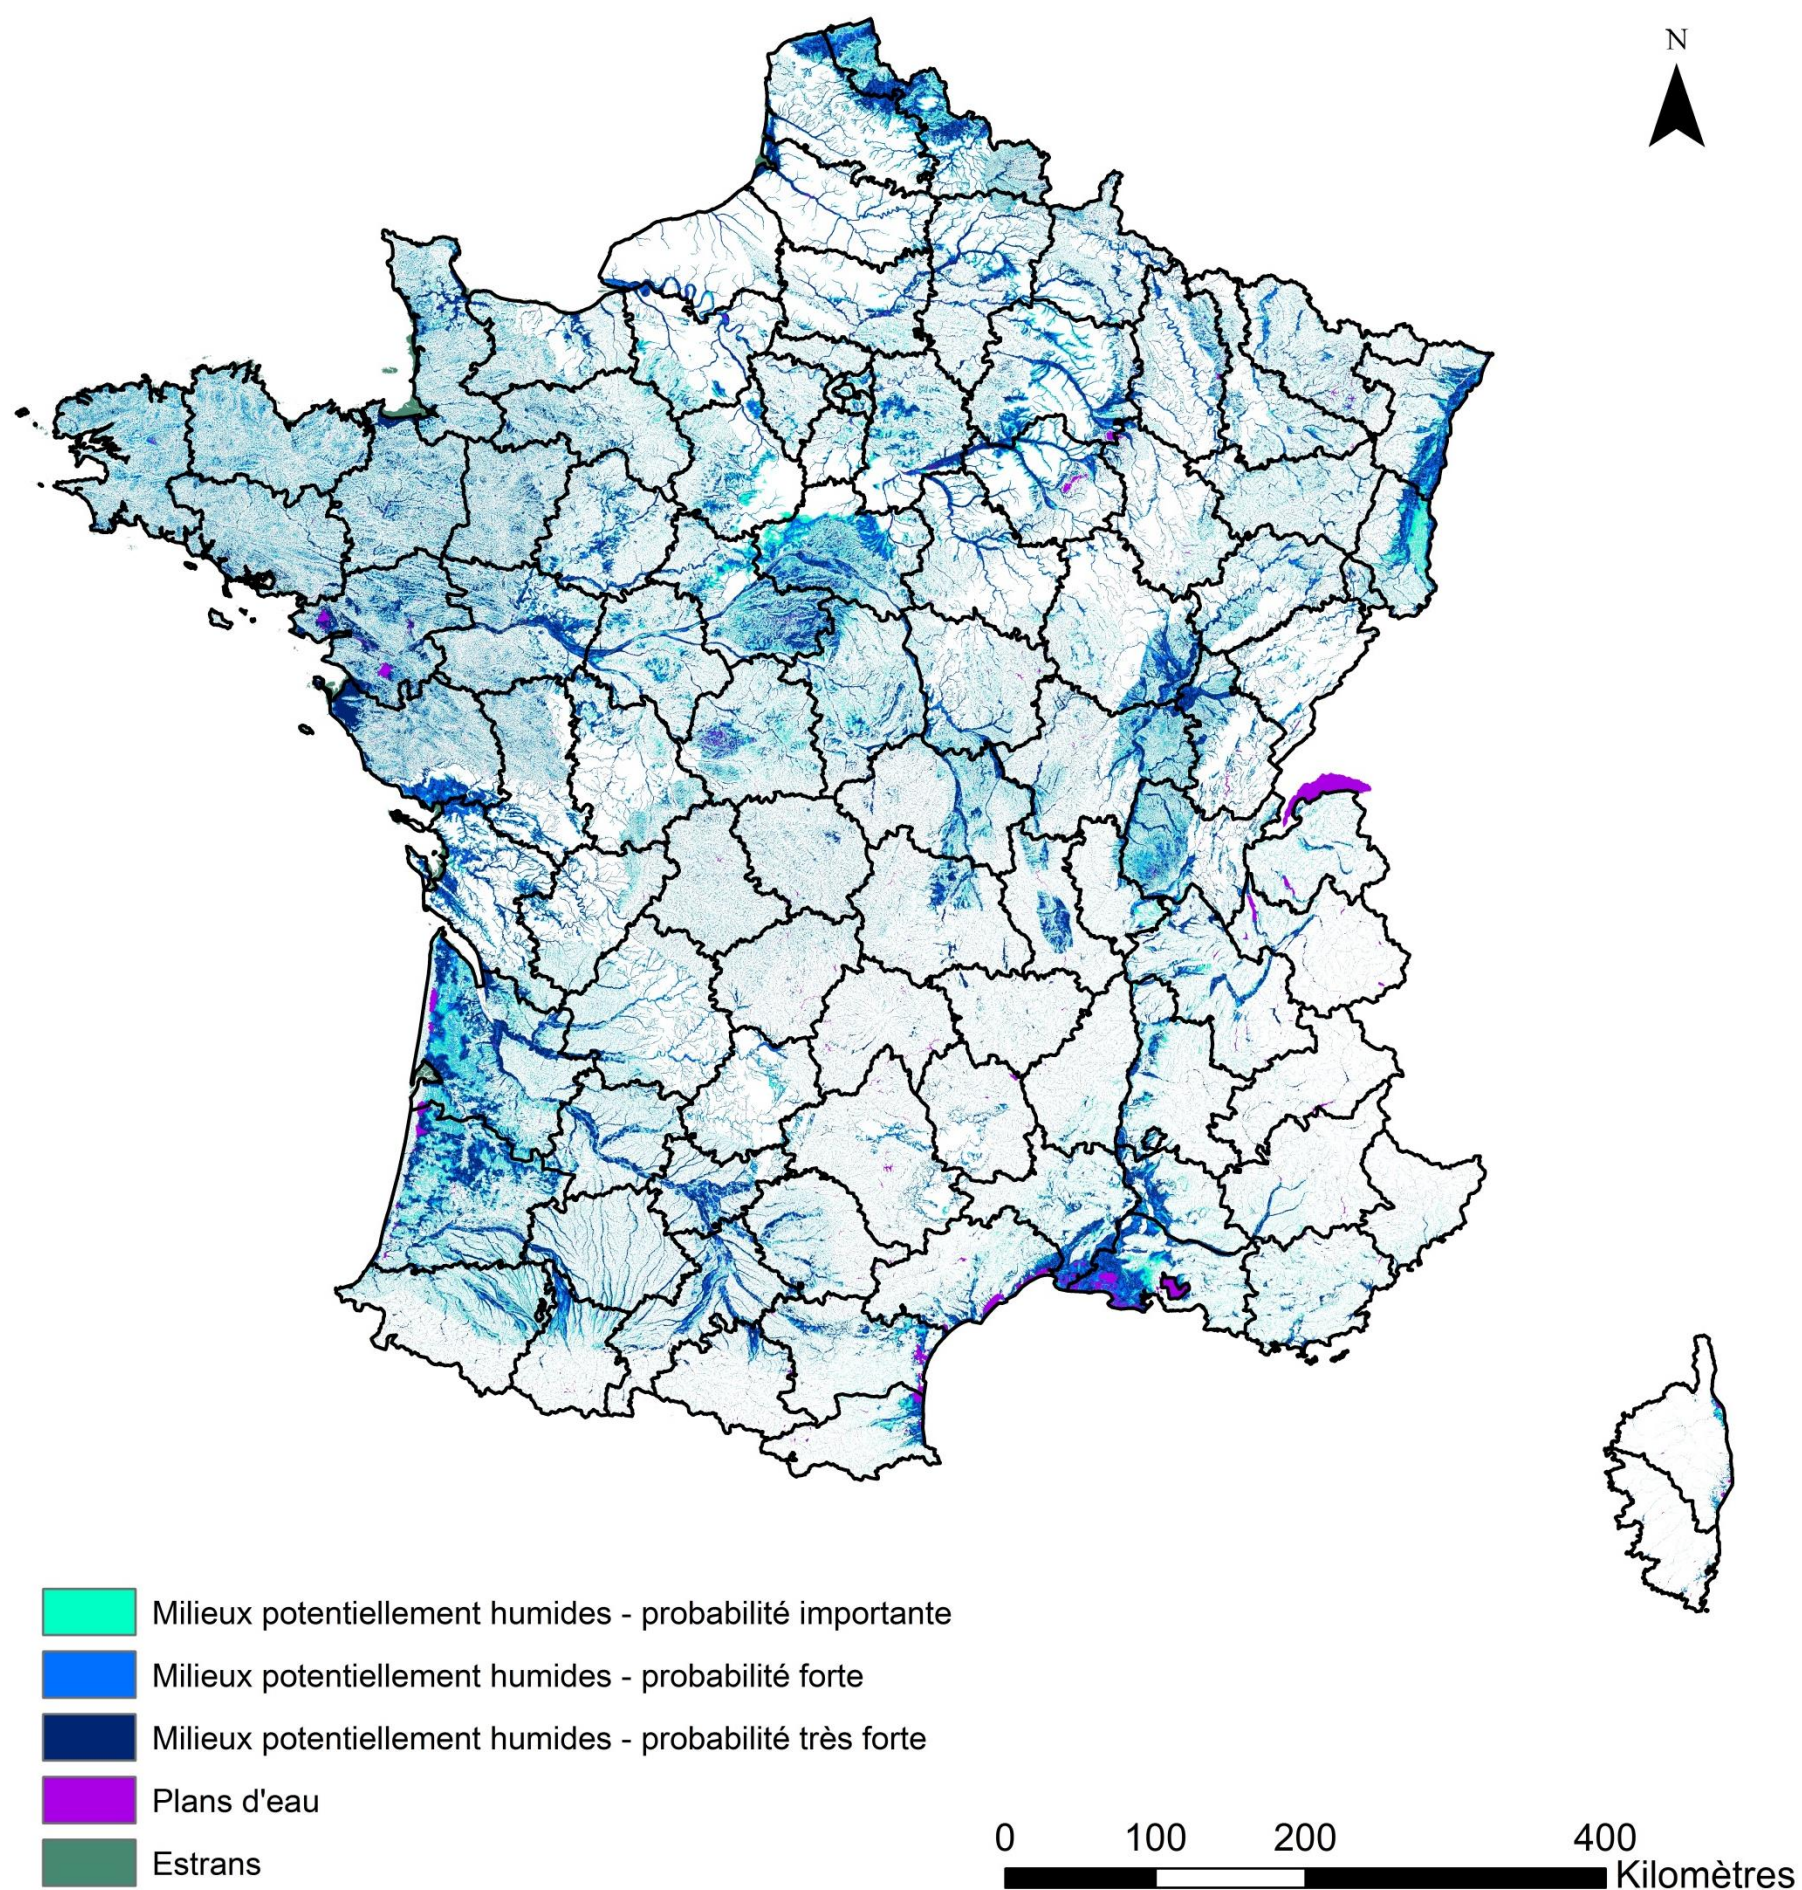 N
Milieux potentiellement humides - probabilité importante
Milieux potentiellement humides - probabilité forte
Milieux potentiellement humides - probabilité très forte
Plans d'eau
Estrans
0 100 200 400
Kilomètres